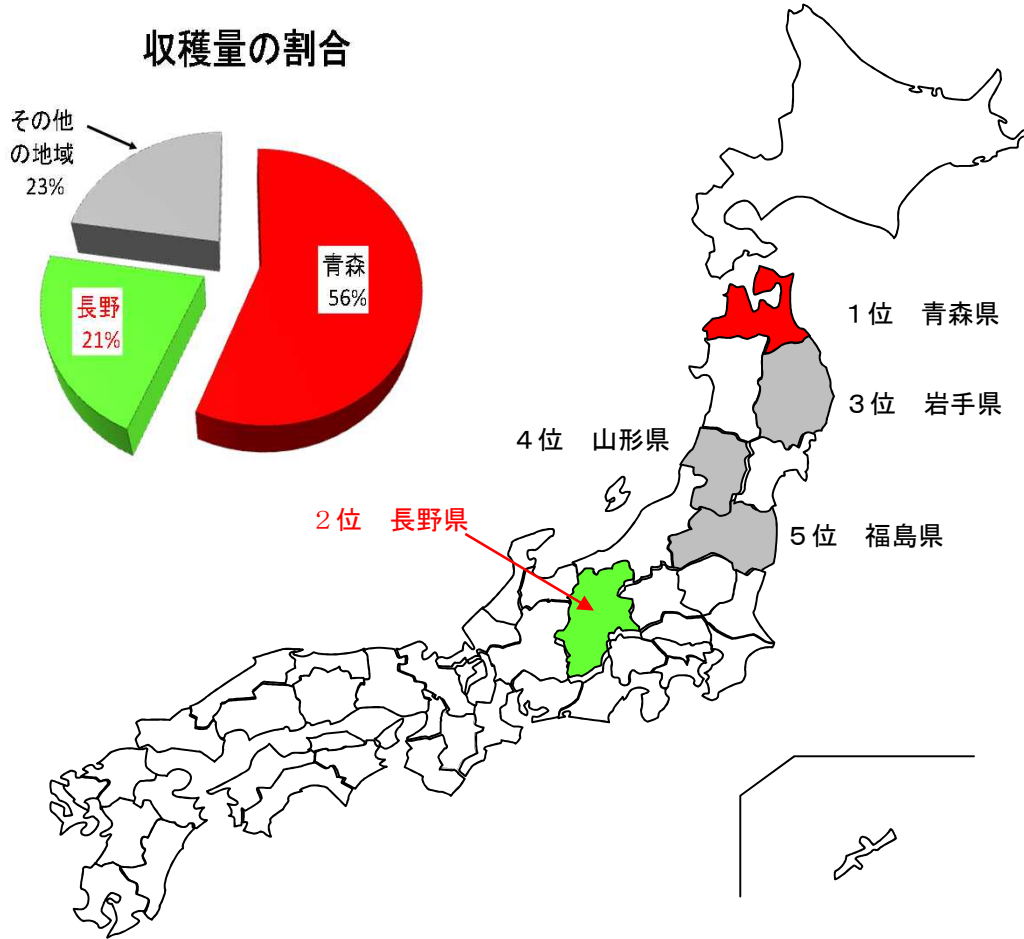 収穫量の割合
その他
の地域
23%
青森
56%
長野
21%
１位　青森県
３位　岩手県
４位　山形県
２位　長野県
５位　福島県